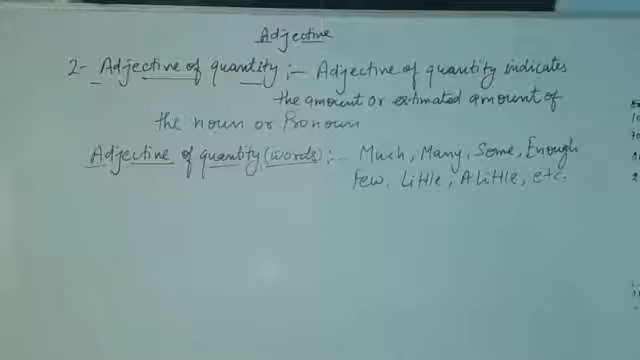 Adjective
2- Adjective of quantity :- Adjective of quantity indicates
the amount or estimated amount of
the noun or Pronoun
Adjective of quantity (words) :- Much, Many, Some, Enough
Few, Little, A Little, etc.